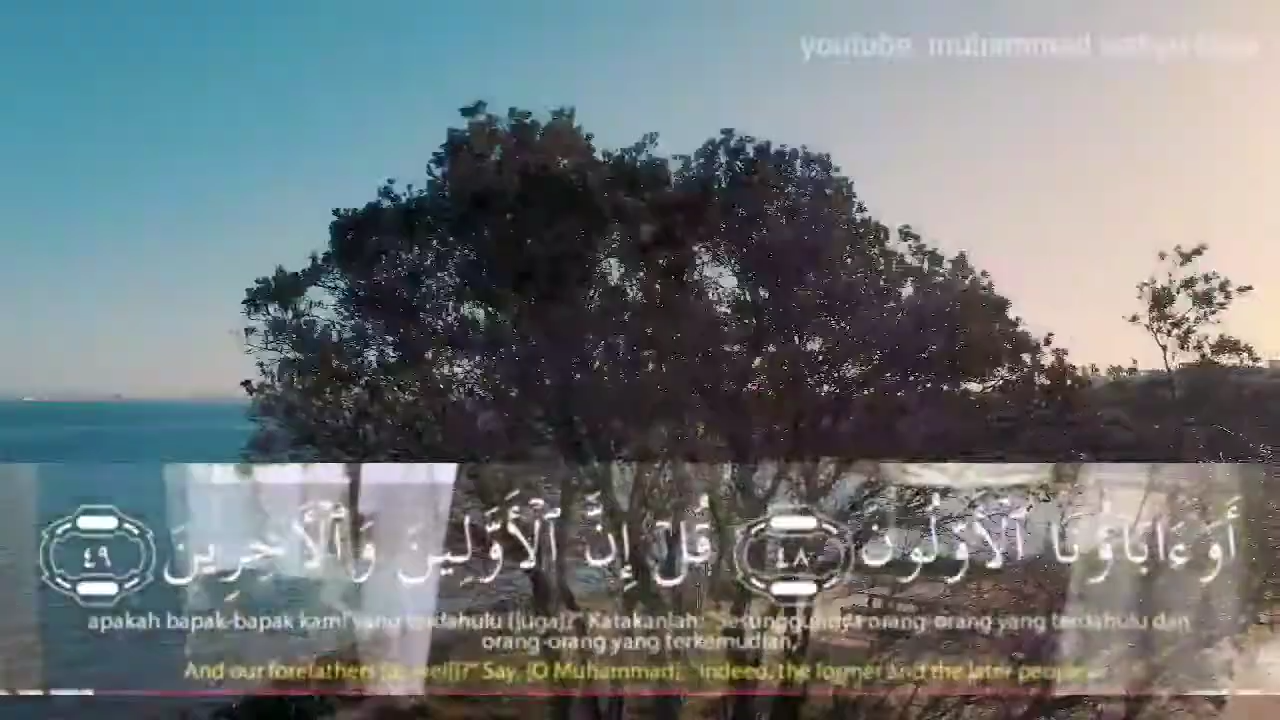 youtube: muhammad
أَوَءَابَاؤُنَا ٱلْأَوَّلُونَ ٤٨ قُلْ إِنَّ ٱلْأَوَّلِينَ وَٱلْأَخِرِينَ ٤٩
apakah bapak-bapak kami yang terdahulu (juga)?" Katakanlah: "Sesungguhnya orang-orang yang terdahulu dan
orang-orang yang terkemudian,
And our forefathers [as well]?" Say, [O Muhammad], "Indeed, the former and the later peoples